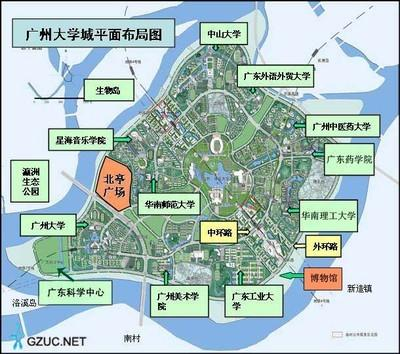 广州大学城平面布局图
中山大学
生物岛
广东外语外贸大学
广州中医药大学
星海音乐学院
广东药学院
瀛洲
生态
公园
北亭
广场
华南师范大学
华南理工大学
广州大学
中环路
外环路
博物馆
广东科学中心
广州美术学
院
广东工业大
学
新造镇
洛溪岛
南村
GZUC.NET